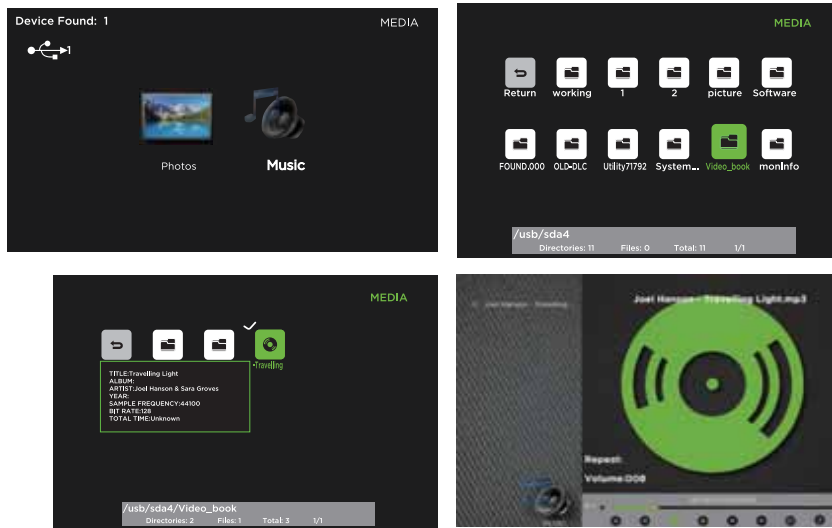 Device Found: 1
MEDIA
1
Photos
Music
MEDIA
Return working 1 2 picture Software
FOUND.000 OLD-DLC Utility71792 System... Video_book monInfo
/usb/sda4
Directories: 11 Files: 0 Total: 11 1/1
MEDIA
•Travelling
TITLE:Travelling Light
ALBUM:
ARTIST:Joel Hanson & Sara Groves
YEAR:
SAMPLE FREQUENCY:44100
BIT RATE:128
TOTAL TIME:Unknown
/usb/sda4/Video_book
Directories: 2 Files: 1 Total: 3 1/1
Joel Hanson - Travelling Light.mp3
Joel Hanson - Travelling
Repeat:
Volume:008